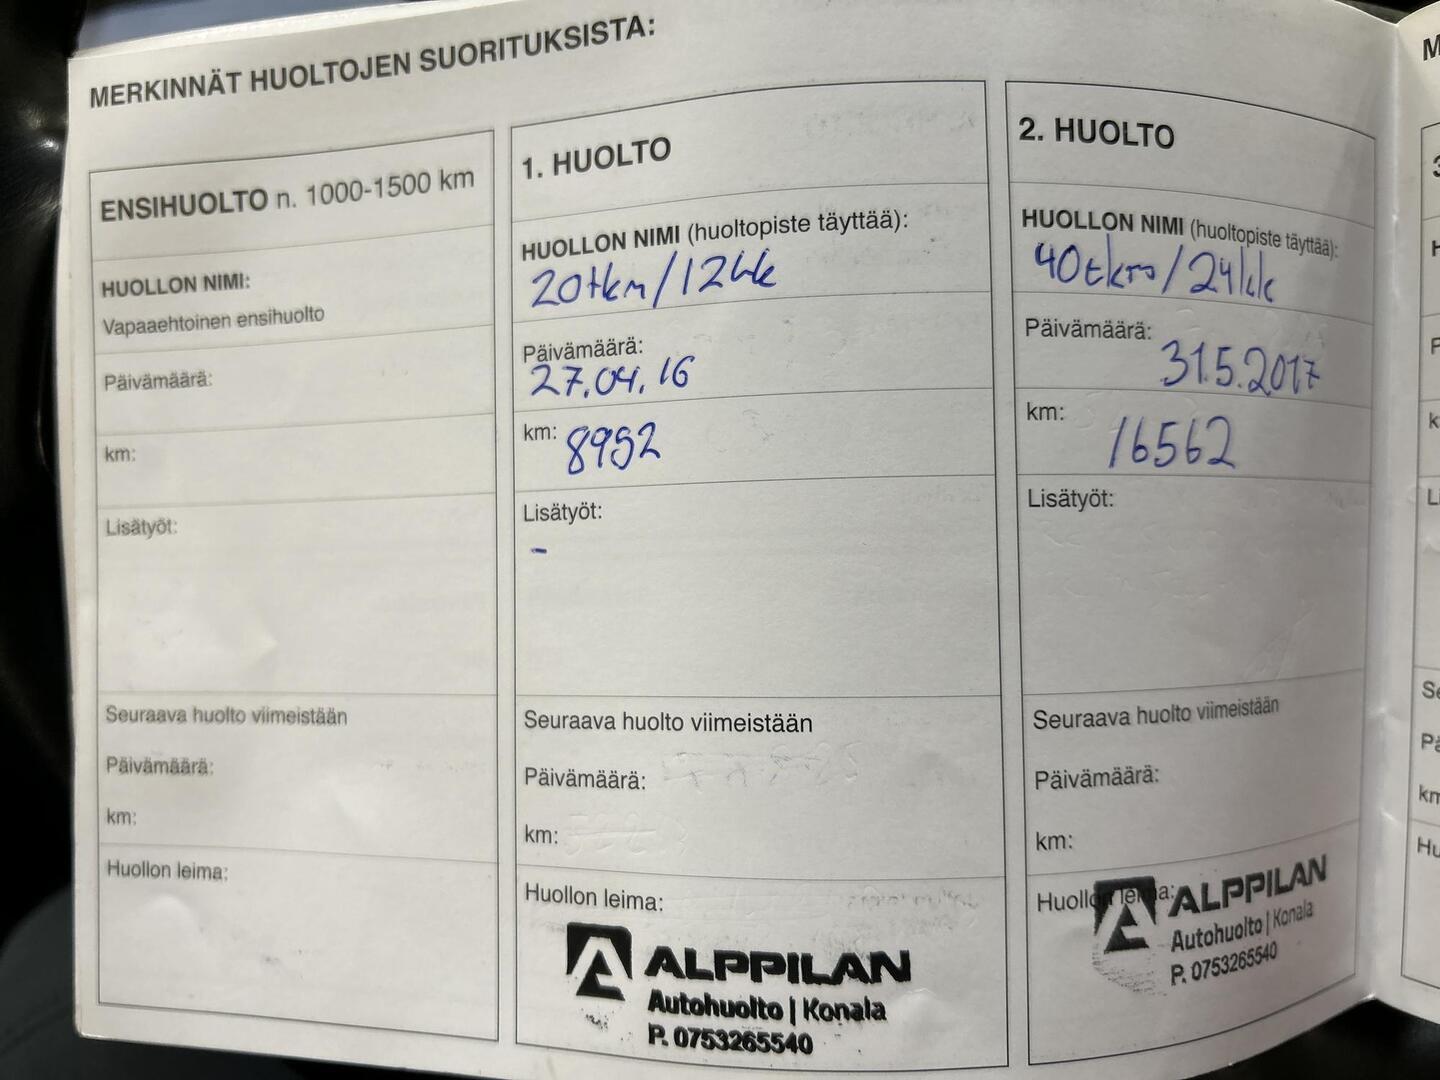 MERKINNÄT HUOLTOJEN SUORITUKSISTA:
ENSIHUOLTO n. 1000-1500 km
HUOLLON NIMI:
Vapaaehtoinen ensihuolto
Päivämäärä:
km:
Lisätyöt:
Seuraava huolto viimeistään
Päivämäärä:
km:
Huollon leima:
1. HUOLTO
HUOLLON NIMI (huoltopiste täyttää):
20tkm/12kk
Päivämäärä:
27.04.16
km: 8952
Lisätyöt:
-
Seuraava huolto viimeistään
Päivämäärä:
km:
Huollon leima:
ALPPILAN
Autohuolto | Konala
P. 0753265540
2. HUOLTO
HUOLLON NIMI (huoltopiste täyttää):
40tkm/24kk
Päivämäärä:
31.5.2017
km:
16562
Lisätyöt:
Seuraava huolto viimeistään
Päivämäärä:
km:
Huollon leima:
ALPPILAN
Autohuolto | Konala
P. 0753265540